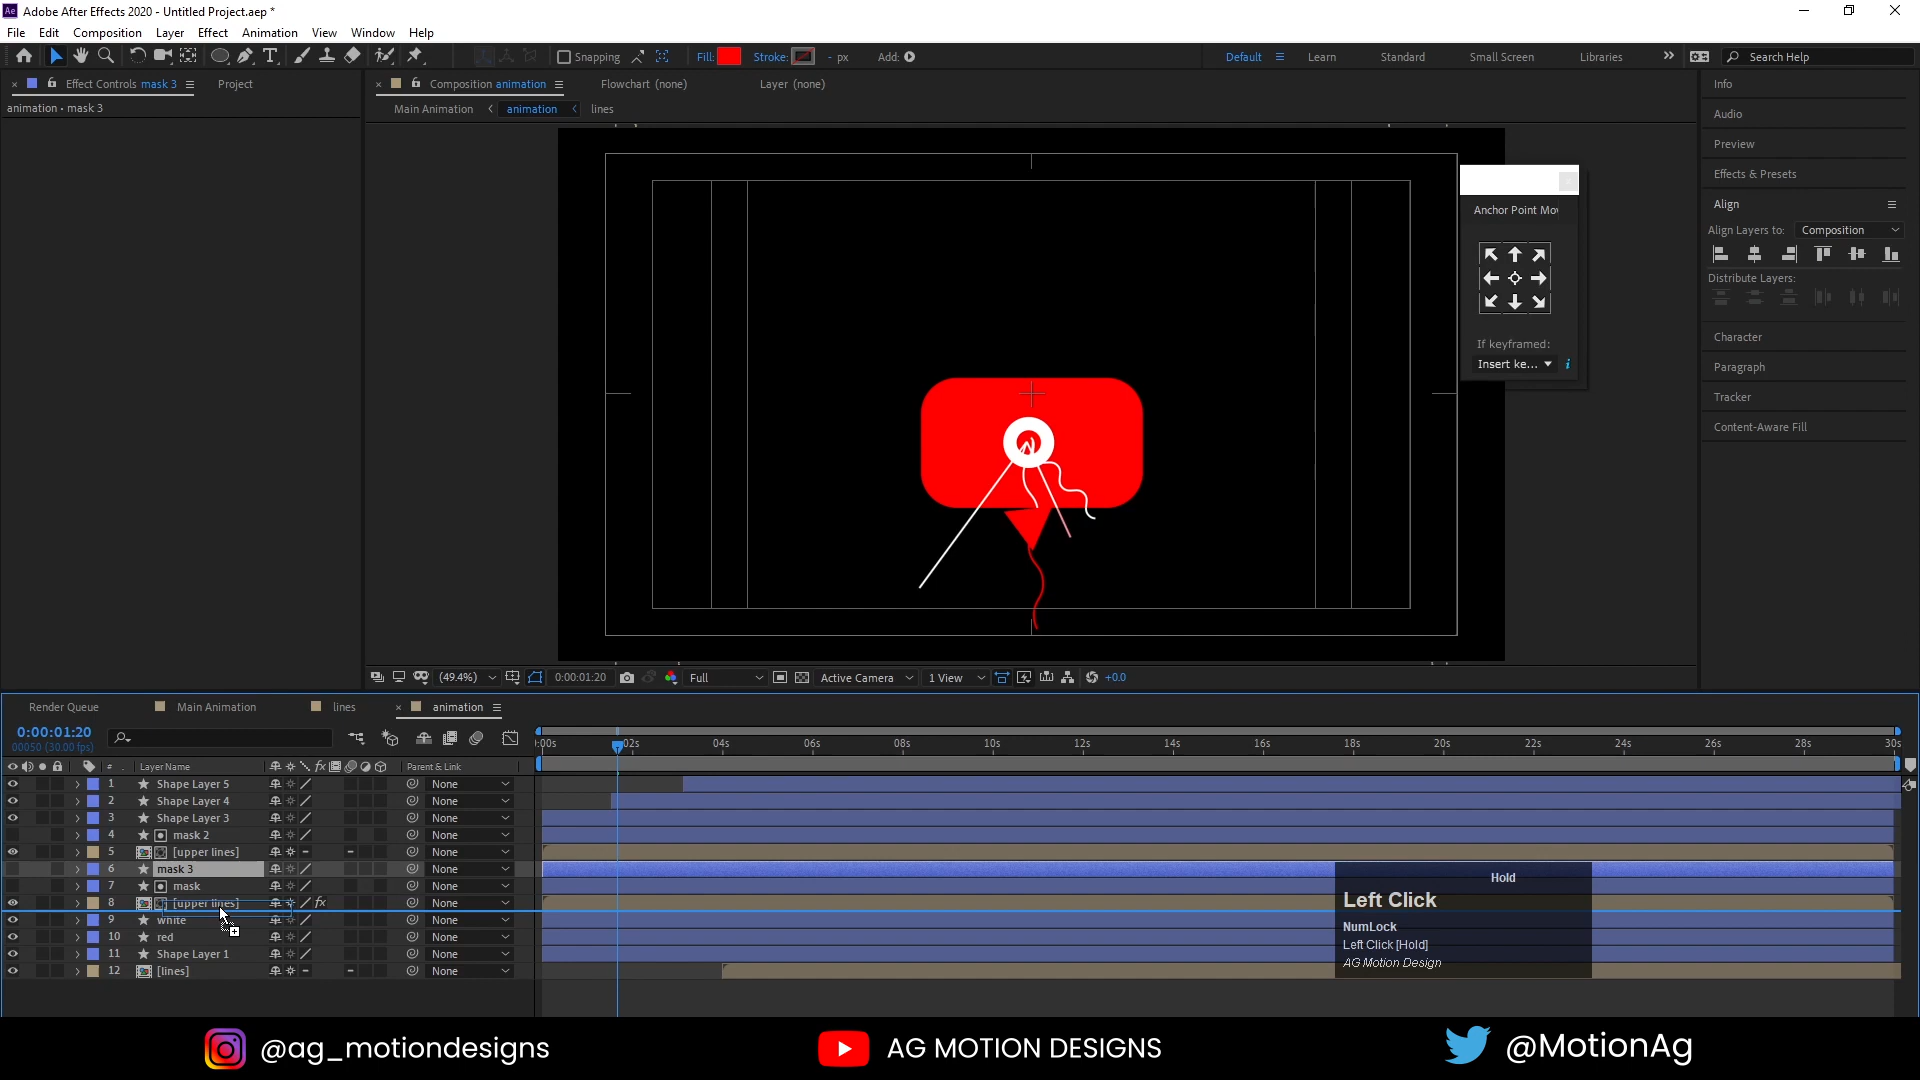 Ae Adobe After Effects 2020 - Untitled Project.aep *
File Edit Composition Layer Effect Animation View Window Help
Snapping Fill: Stroke: - px Add: Default Learn Standard Small Screen Libraries Search Help
Effect Controls mask 3 Project Composition animation Flowchart (none) Layer (none) Info
animation • mask 3 Main Animation animation lines
Audio
Preview
Effects & Presets
Align
Anchor Point Mov
Align Layers to: Composition
Distribute Layers:
If keyframed:
Insert ke...
Character
Paragraph
Tracker
Content-Aware Fill
(49.4%) 0:00:01:20 Full Active Camera 1 View +0.0
Render Queue Main Animation lines animation
0:00:01:20
00050 (30.00 fps)
:00s 02s 04s 06s 08s 10s 12s 14s 16s 18s 20s 22s 24s 26s 28s 30s
# Layer Name fx Parent & Link
1 Shape Layer 5 None
2 Shape Layer 4 None
3 Shape Layer 3 None
4 mask 2 None
5 [upper lines] None
6 mask 3 None
7 mask None
8 [upper lines] fx None
9 white None
10 red None
11 Shape Layer 1 None
12 [lines] None
Hold
Left Click
NumLock
Left Click [Hold]
AG Motion Design
@ag_motiondesigns AG MOTION DESIGNS @MotionAg